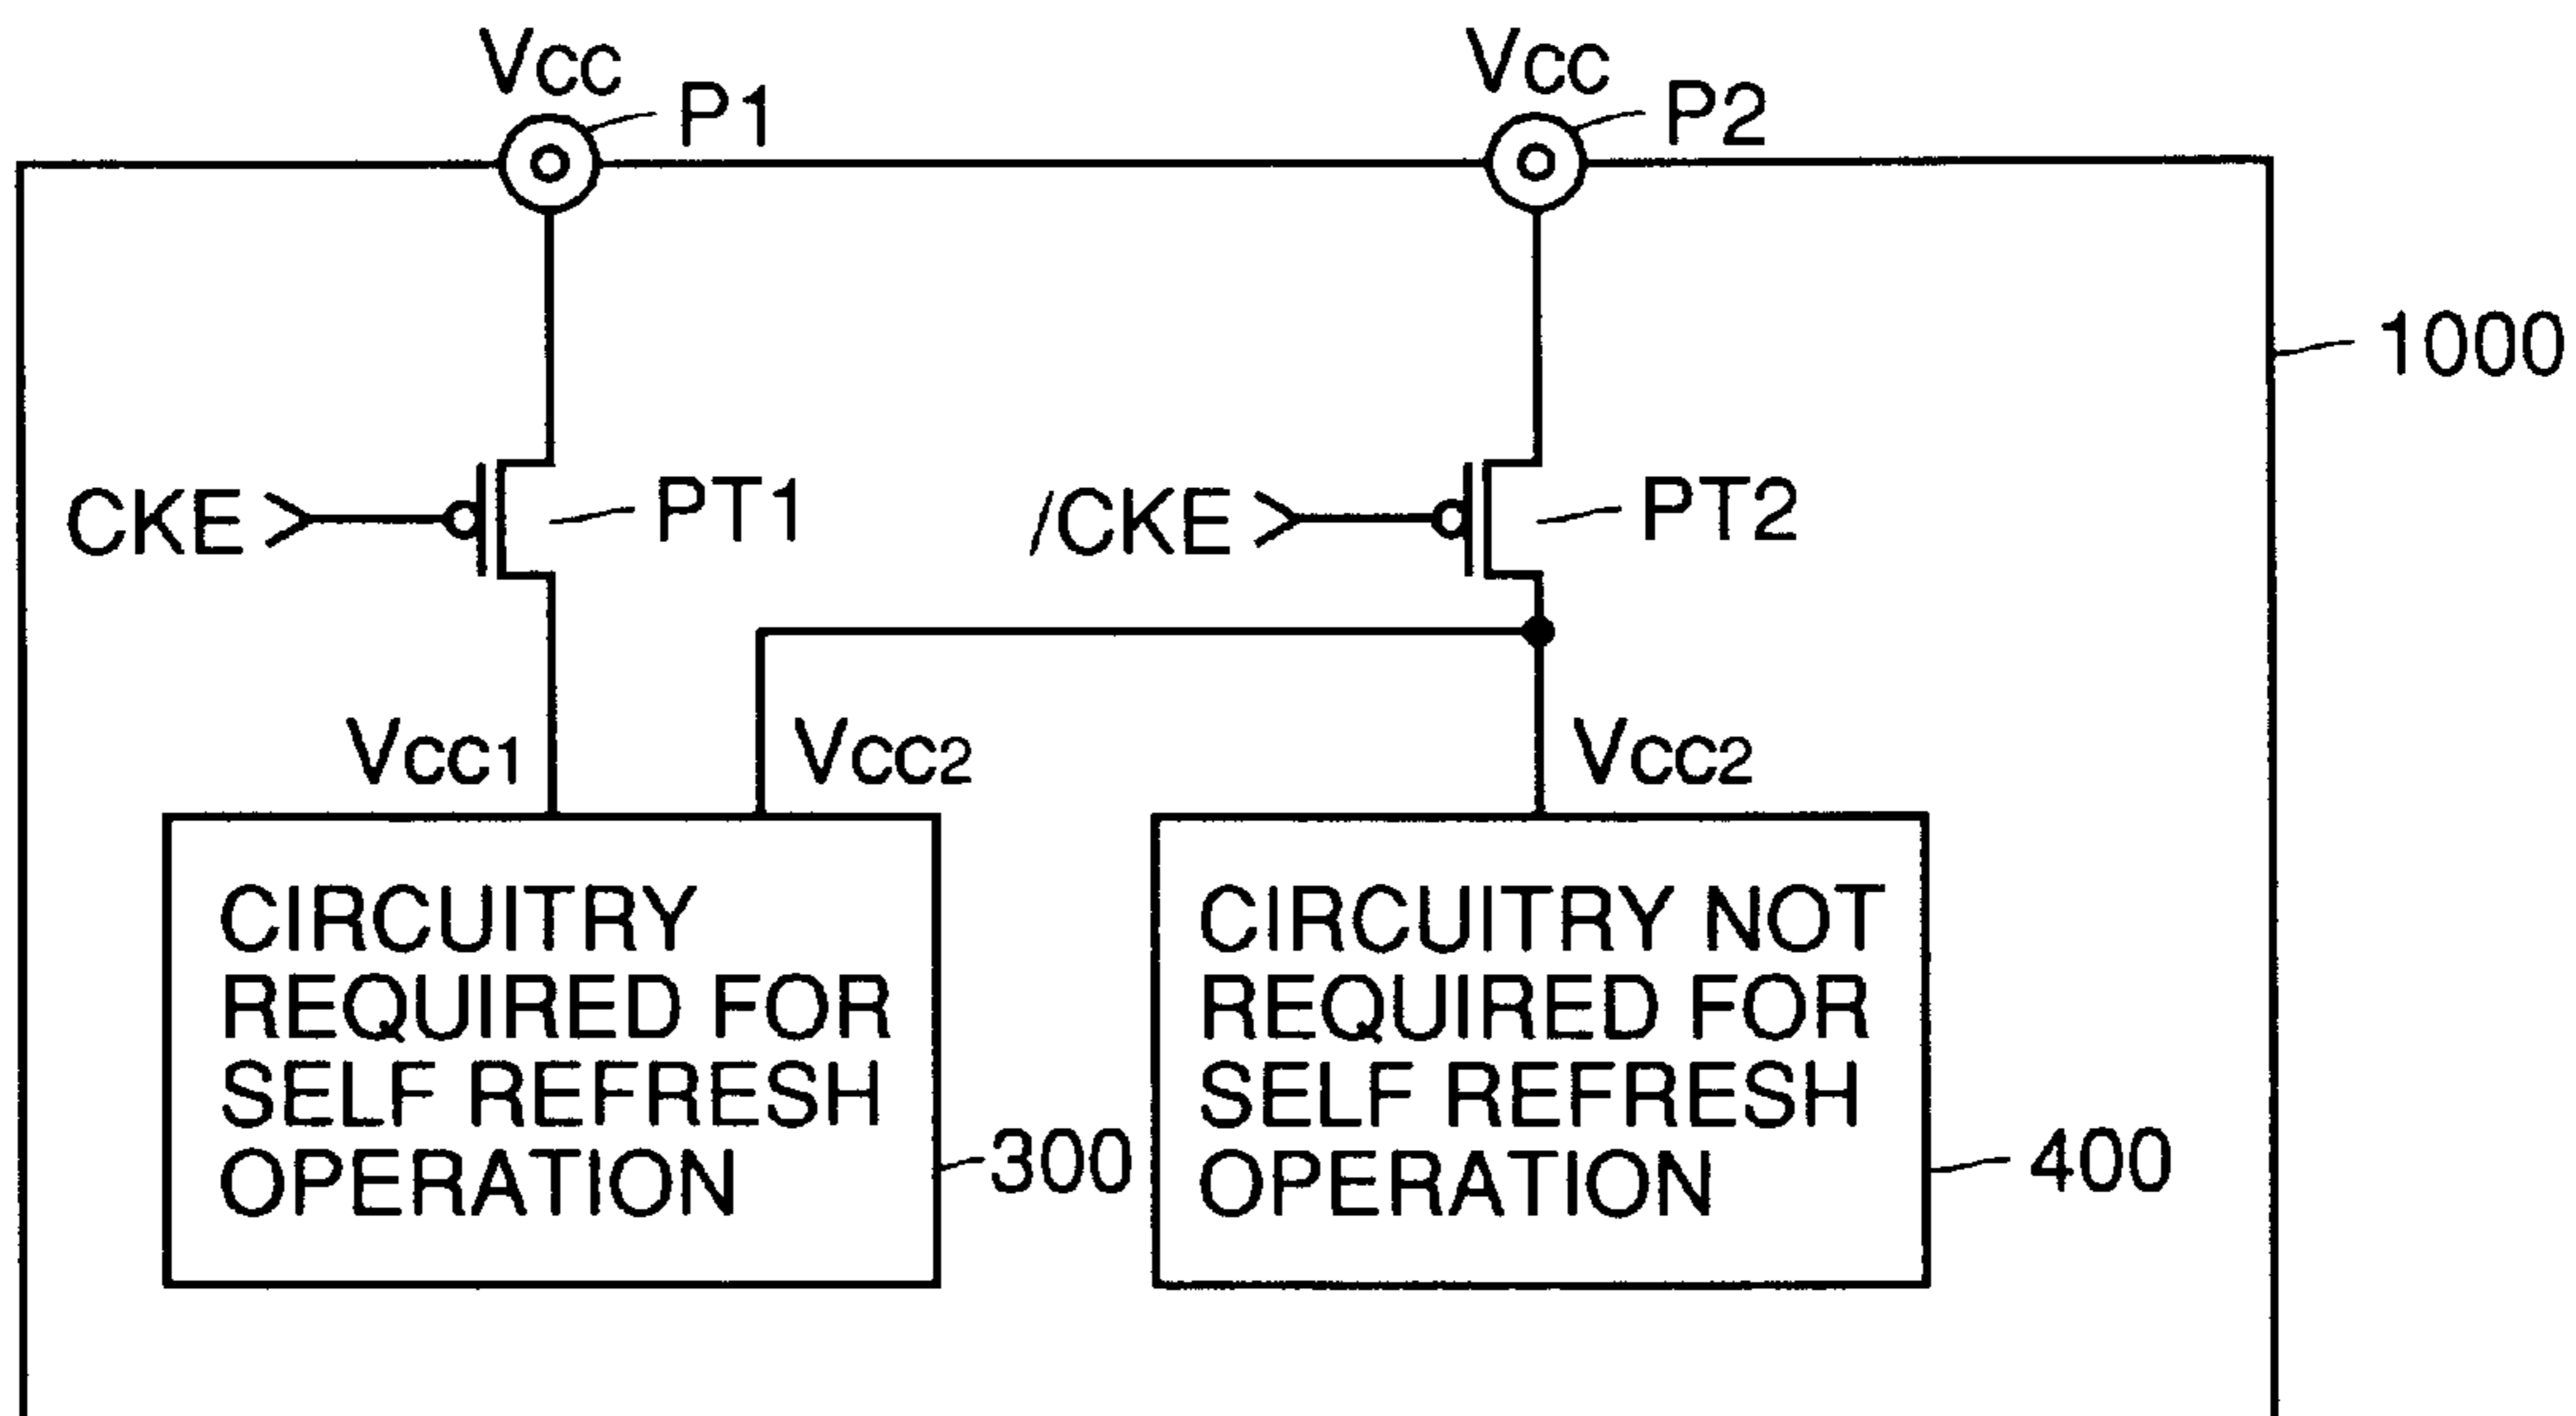 Vcc
P1
Vcc
P2
1000
CKE
PT1
/CKE
PT2
Vcc1
Vcc2
Vcc2
CIRCUITRY
REQUIRED FOR
SELF REFRESH
OPERATION
300
CIRCUITRY NOT
REQUIRED FOR
SELF REFRESH
OPERATION
400